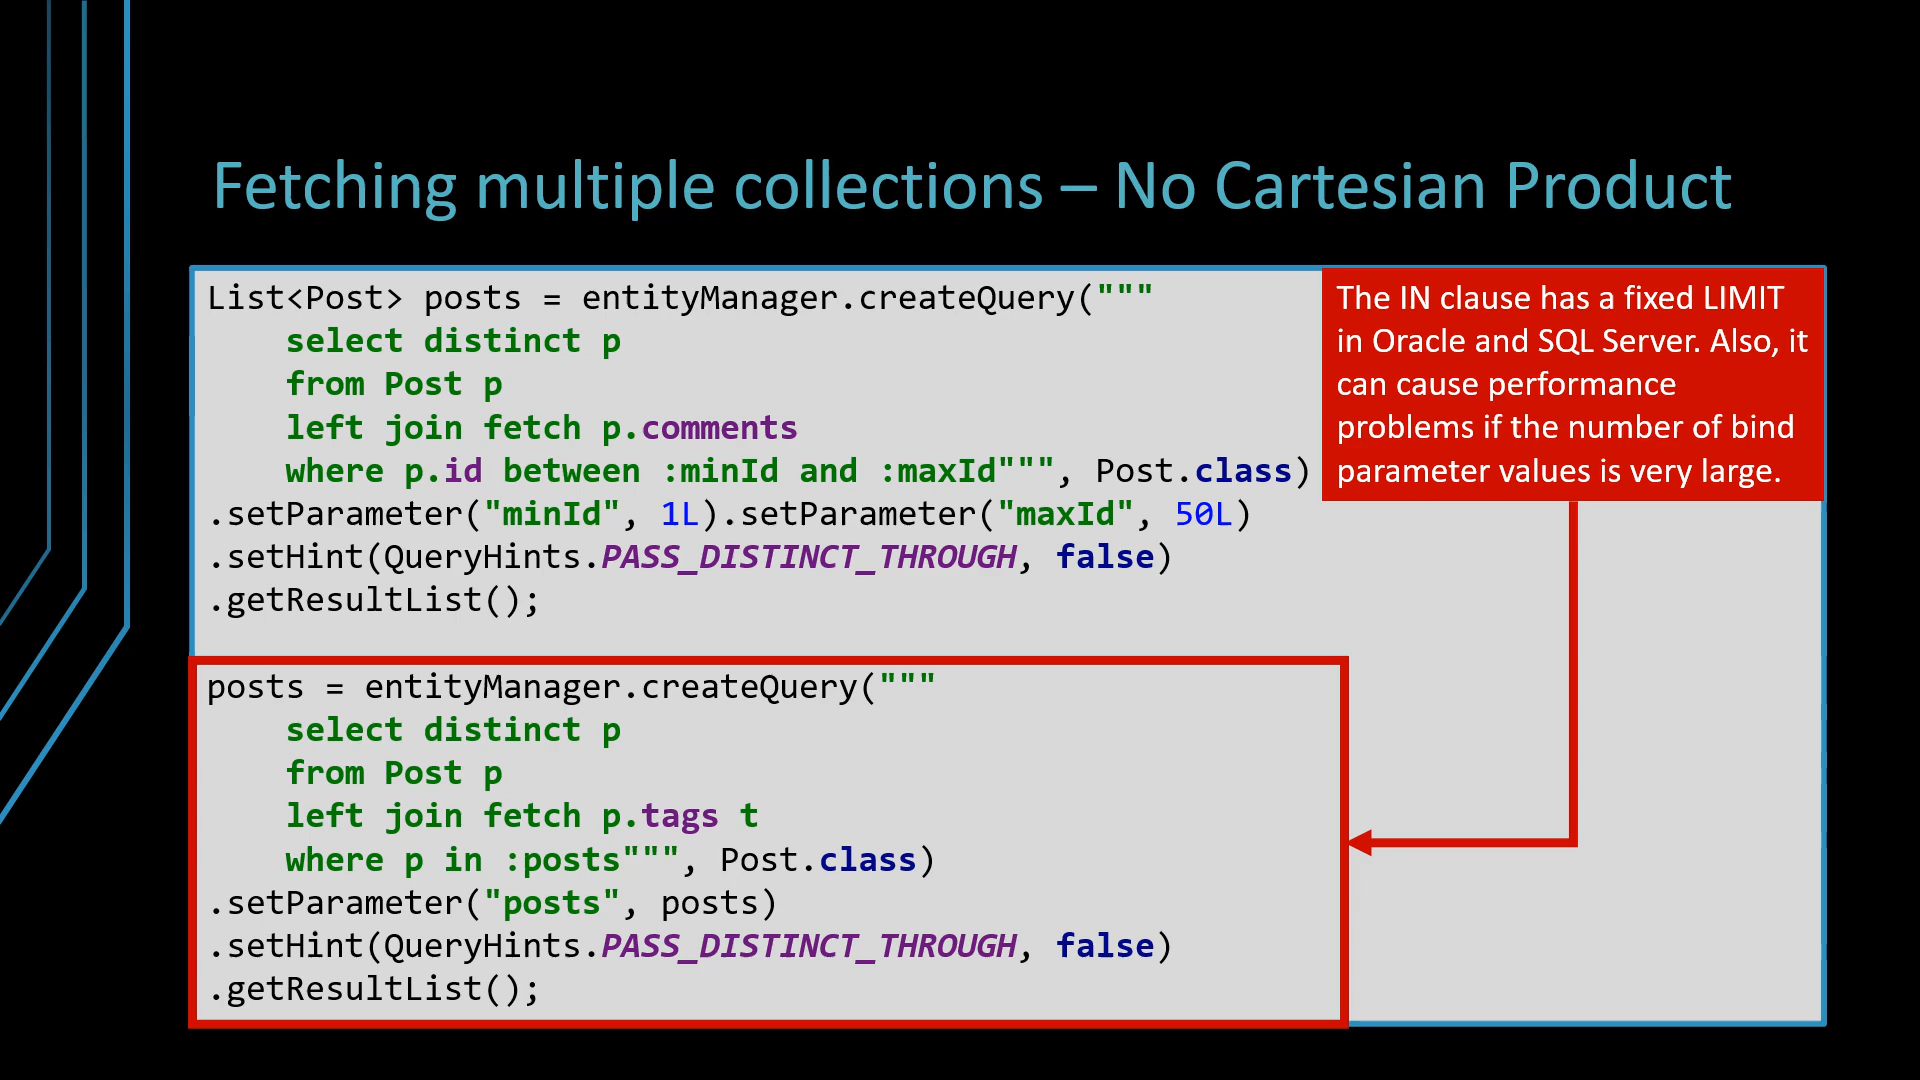 Fetching multiple collections – No Cartesian Product
List<Post> posts = entityManager.createQuery("""
    select distinct p
    from Post p
    left join fetch p.comments
    where p.id between :minId and :maxId""", Post.class)
.setParameter("minId", 1L).setParameter("maxId", 50L)
.setHint(QueryHints.PASS_DISTINCT_THROUGH, false)
.getResultList();
The IN clause has a fixed LIMIT
in Oracle and SQL Server. Also, it
can cause performance
problems if the number of bind
parameter values is very large.
posts = entityManager.createQuery("""
    select distinct p
    from Post p
    left join fetch p.tags t
    where p in :posts""", Post.class)
.setParameter("posts", posts)
.setHint(QueryHints.PASS_DISTINCT_THROUGH, false)
.getResultList();